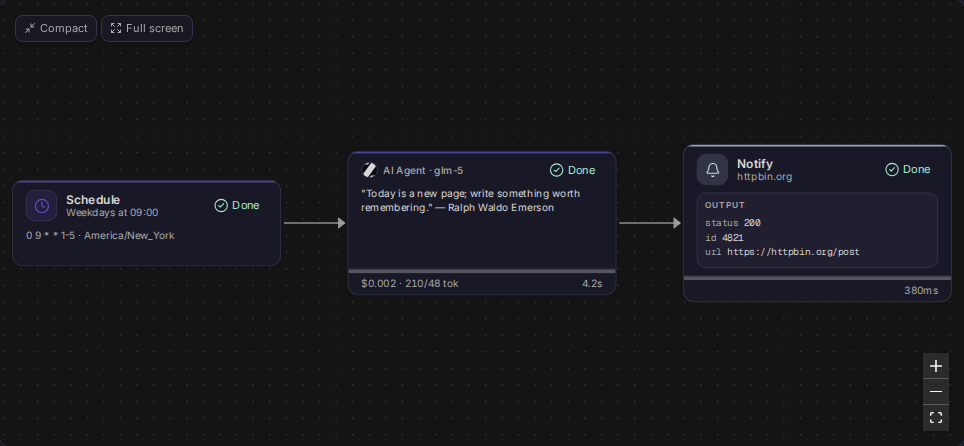 Compact
Full screen
Schedule
Weekdays at 09:00
Done
0 9 * * 1-5 · America/New_York
AI Agent · glm-5
Done
"Today is a new page; write something worth
remembering." — Ralph Waldo Emerson
$0.002 · 210/48 tok
4.2s
Notify
httpbin.org
Done
OUTPUT
status 200
id 4821
url https://httpbin.org/post
380ms